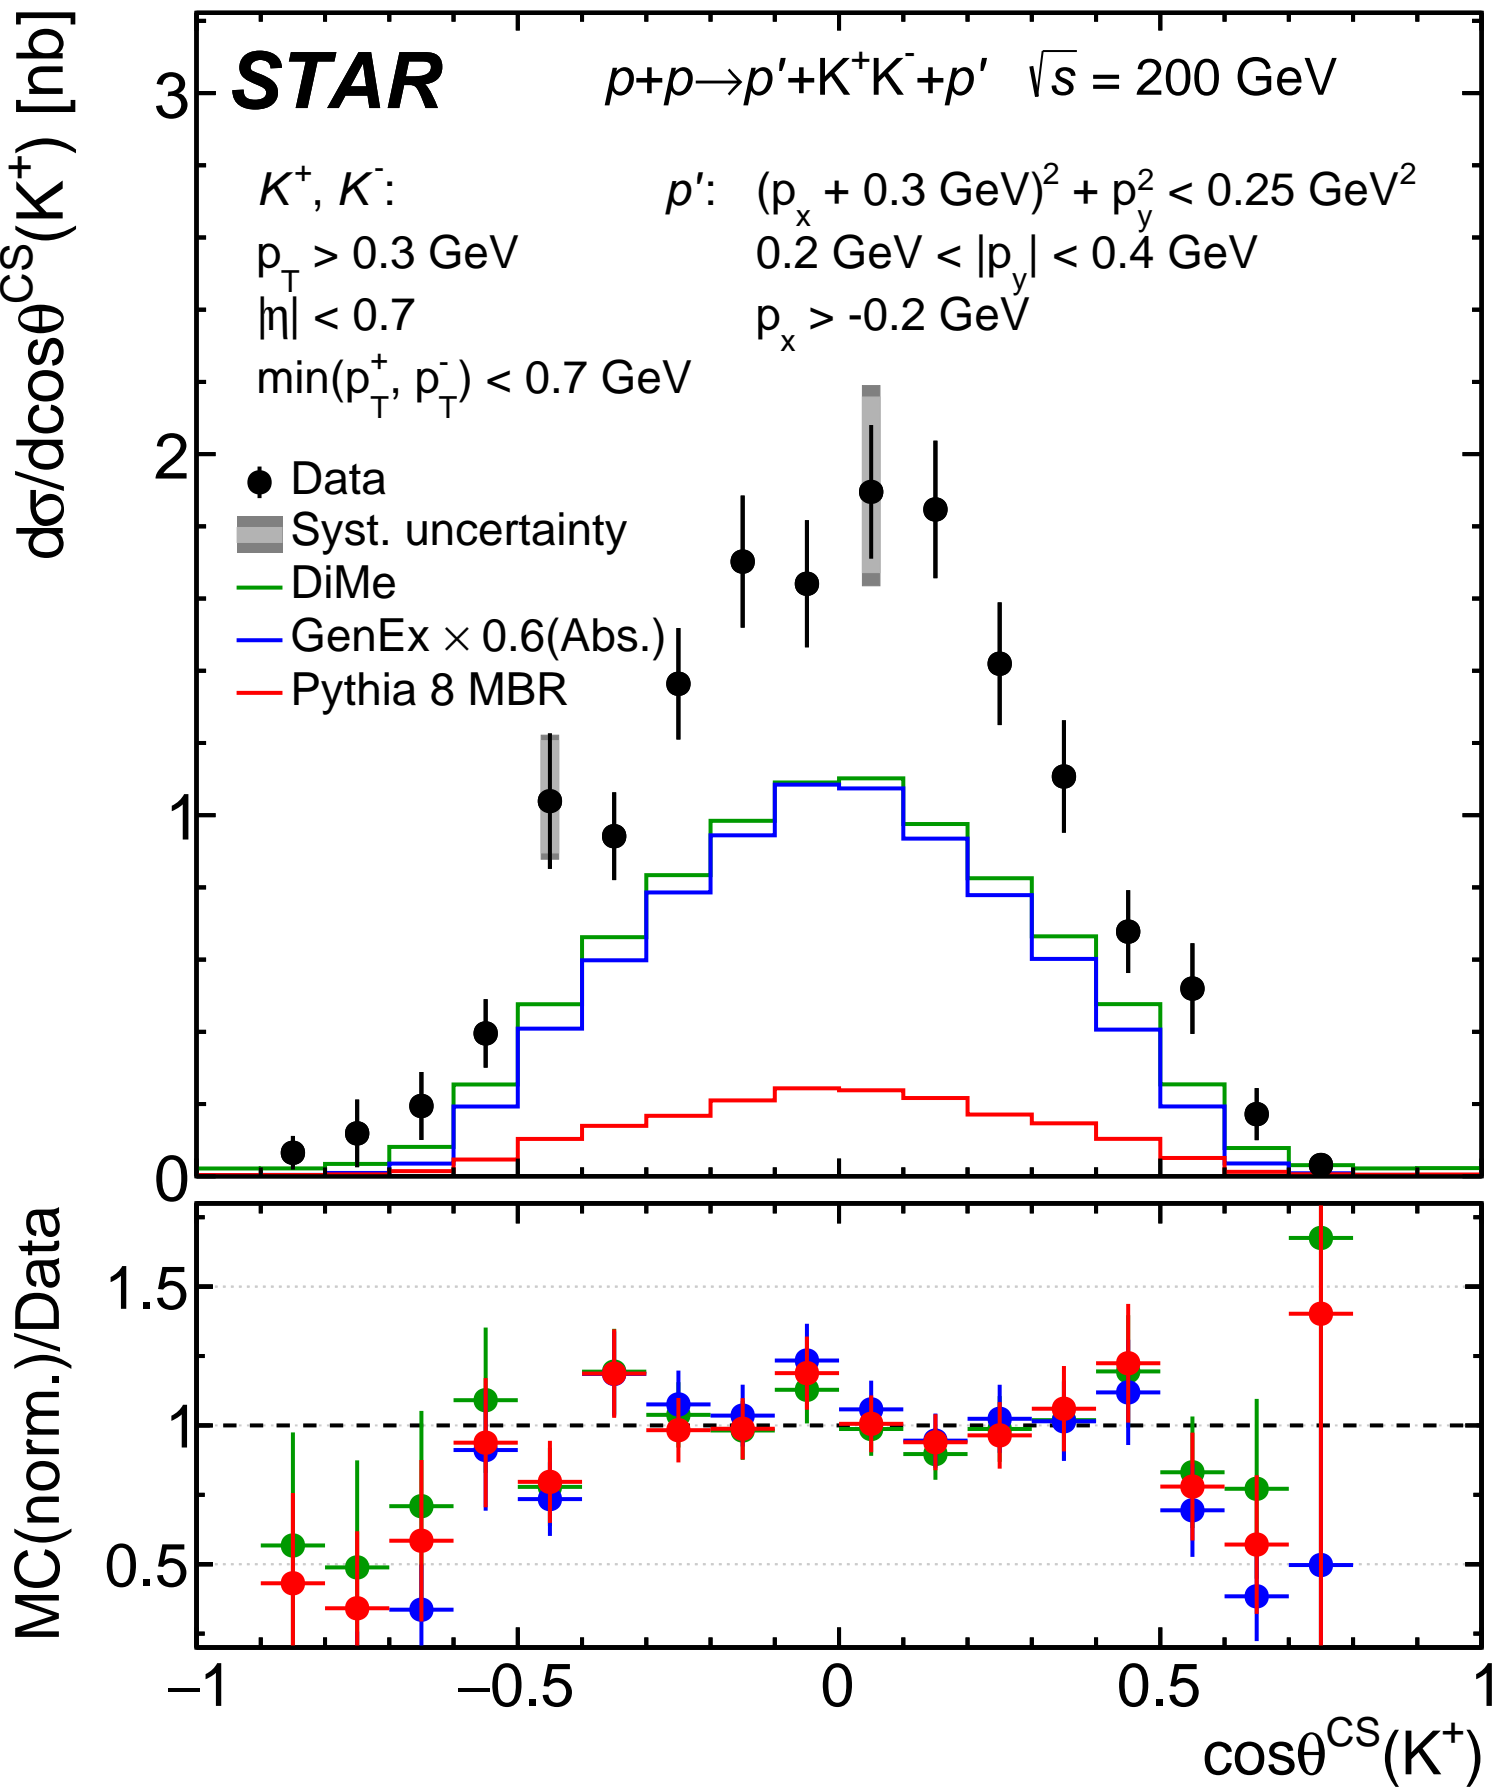 STAR p+p→p′+K⁺K⁻+p′ √s = 200 GeV
K⁺, K⁻: p′: (pₓ + 0.3 GeV)² + p_y² < 0.25 GeV²
p_T > 0.3 GeV 0.2 GeV < |p_y| < 0.4 GeV
|η| < 0.7 pₓ > -0.2 GeV
min(p_T⁺, p_T⁻) < 0.7 GeV
Data
Syst. uncertainty
DiMe
GenEx × 0.6(Abs.)
Pythia 8 MBR
dσ/dcosθ^CS(K⁺) [nb]
3
2
1
0
MC(norm.)/Data
1.5
1
0.5
−1 −0.5 0 0.5 1
cosθ^CS(K⁺)